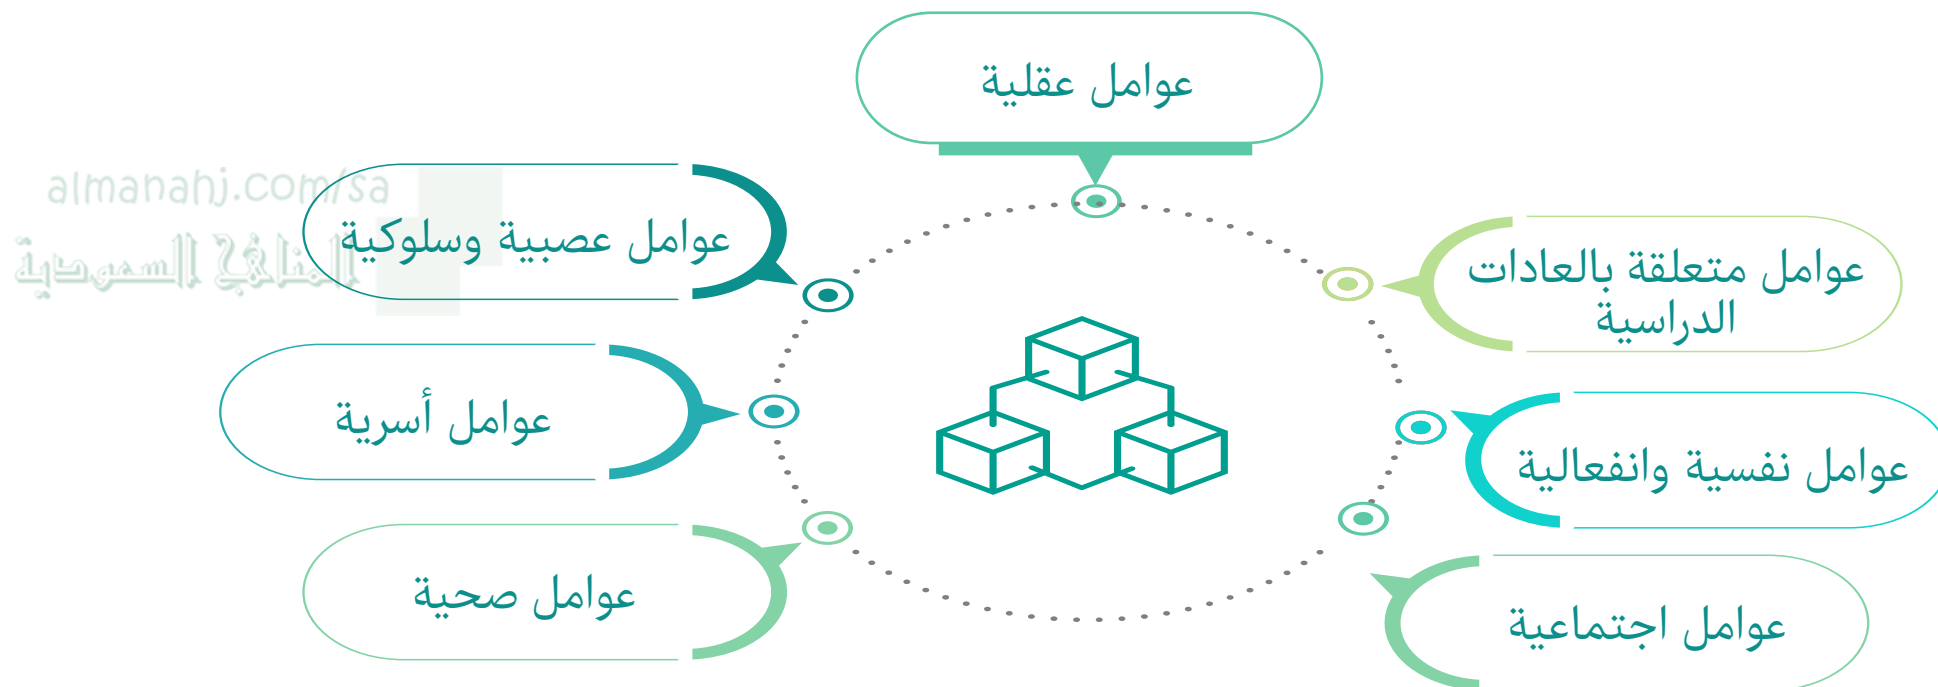 عوامل عقلية
عوامل متعلقة بالعادات
الدراسية
عوامل نفسية وانفعالية
عوامل اجتماعية
عوامل عصبية وسلوكية
عوامل أسرية
عوامل صحية
almanahj.com/sa
المناهج السعودية